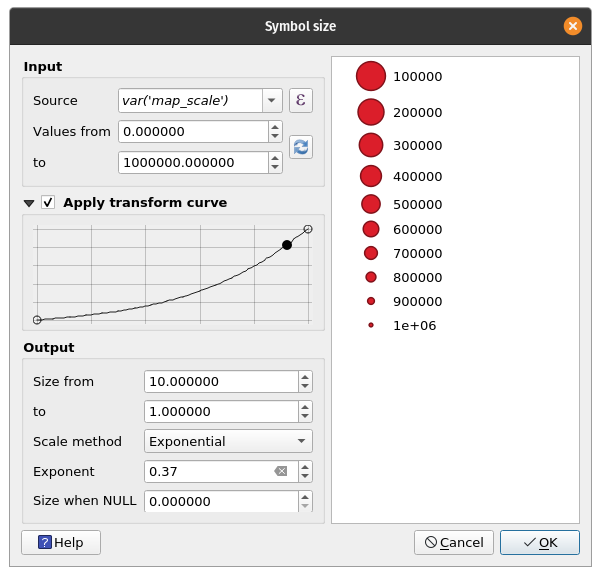 Symbol size
Input
Source var('map_scale') ε
Values from 0.000000
to 1000000.000000
Apply transform curve
Output
Size from 10.000000
to 1.000000
Scale method Exponential
Exponent 0.37
Size when NULL 0.000000
100000
200000
300000
400000
500000
600000
700000
800000
900000
1e+06
Help
Cancel
OK